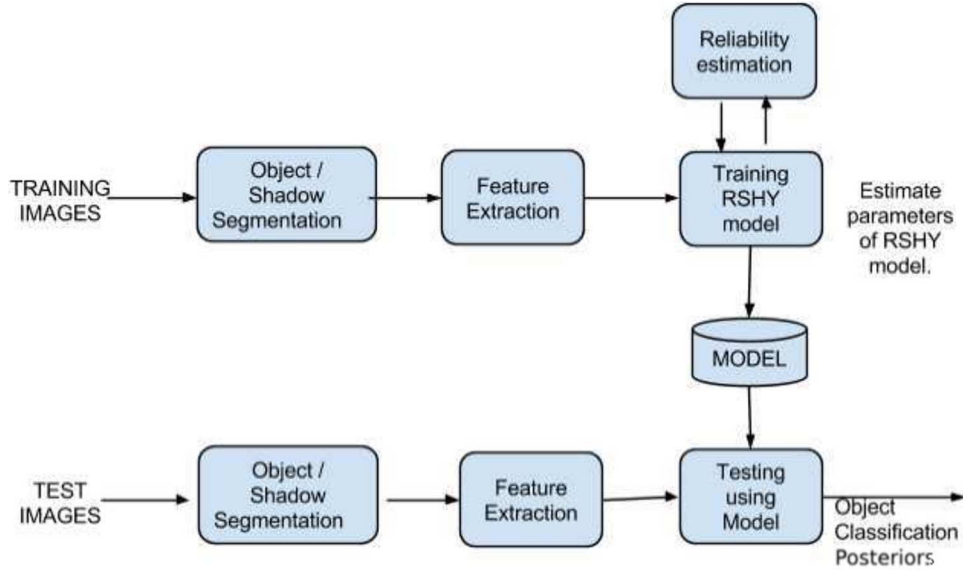 Reliability
estimation
TRAINING
IMAGES
Object /
Shadow
Segmentation
Feature
Extraction
Training
RSHY
model
Estimate
parameters
of RSHY
model.
MODEL
TEST
IMAGES
Object /
Shadow
Segmentation
Feature
Extraction
Testing
using
Model
Object
Classification
Posteriors